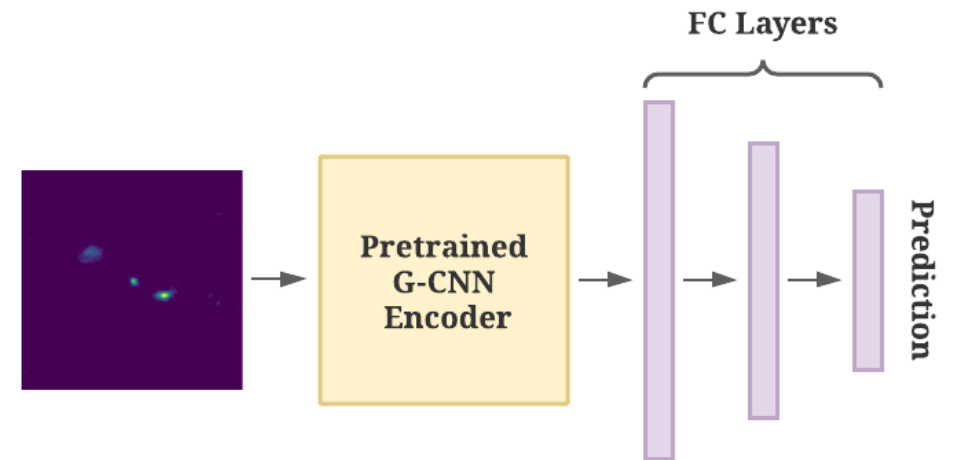 FC Layers
Pretrained
G-CNN
Encoder
Prediction